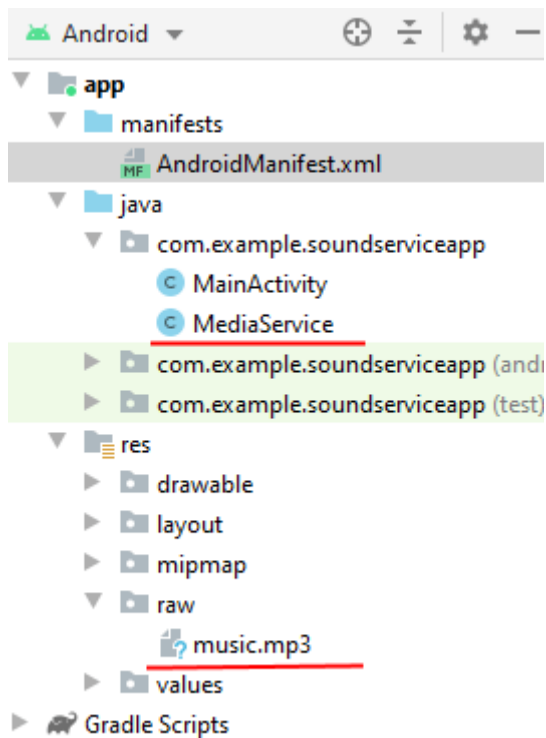 Android
app
manifests
MF AndroidManifest.xml
java
com.example.soundserviceapp
C MainActivity
C MediaService
com.example.soundserviceapp (andr
com.example.soundserviceapp (test)
res
drawable
layout
mipmap
raw
? music.mp3
values
Gradle Scripts